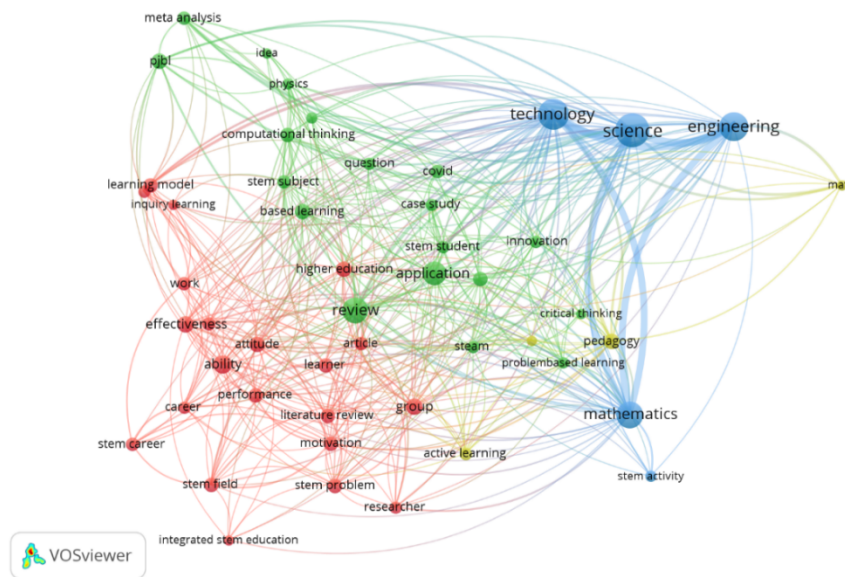 meta analysis
pjbl
idea
physics
technology
science
engineering
computational thinking
question
covid
mat
learning model
stem subject
inquiry learning
based learning
case study
stem student
innovation
higher education
application
work
review
critical thinking
effectiveness
attitude
article
steam
pedagogy
ability
learner
problembased learning
performance
career
literature review
group
mathematics
stem career
motivation
active learning
stem field
stem problem
stem activity
researcher
integrated stem education
VOSviewer